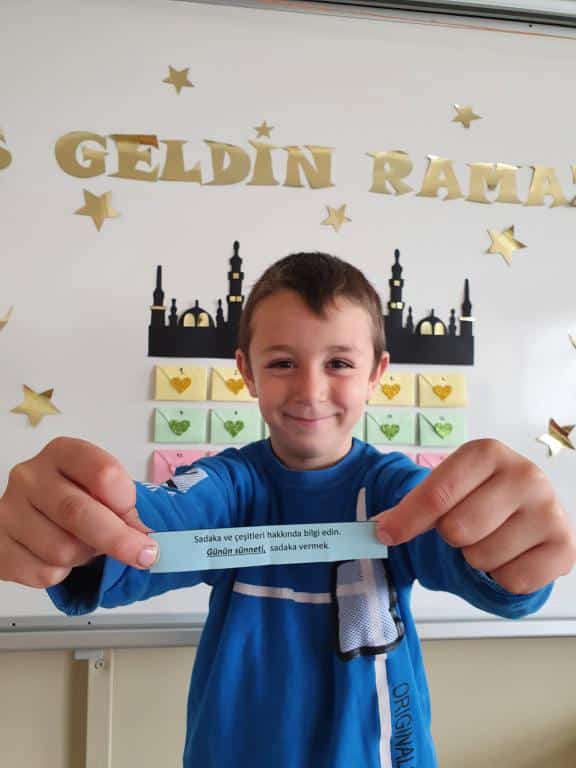 GELDİN RAMA
Sadaka ve çeşitleri hakkında bilgi edin.
Günün sünneti, sadaka vermek.
ORIGINAL